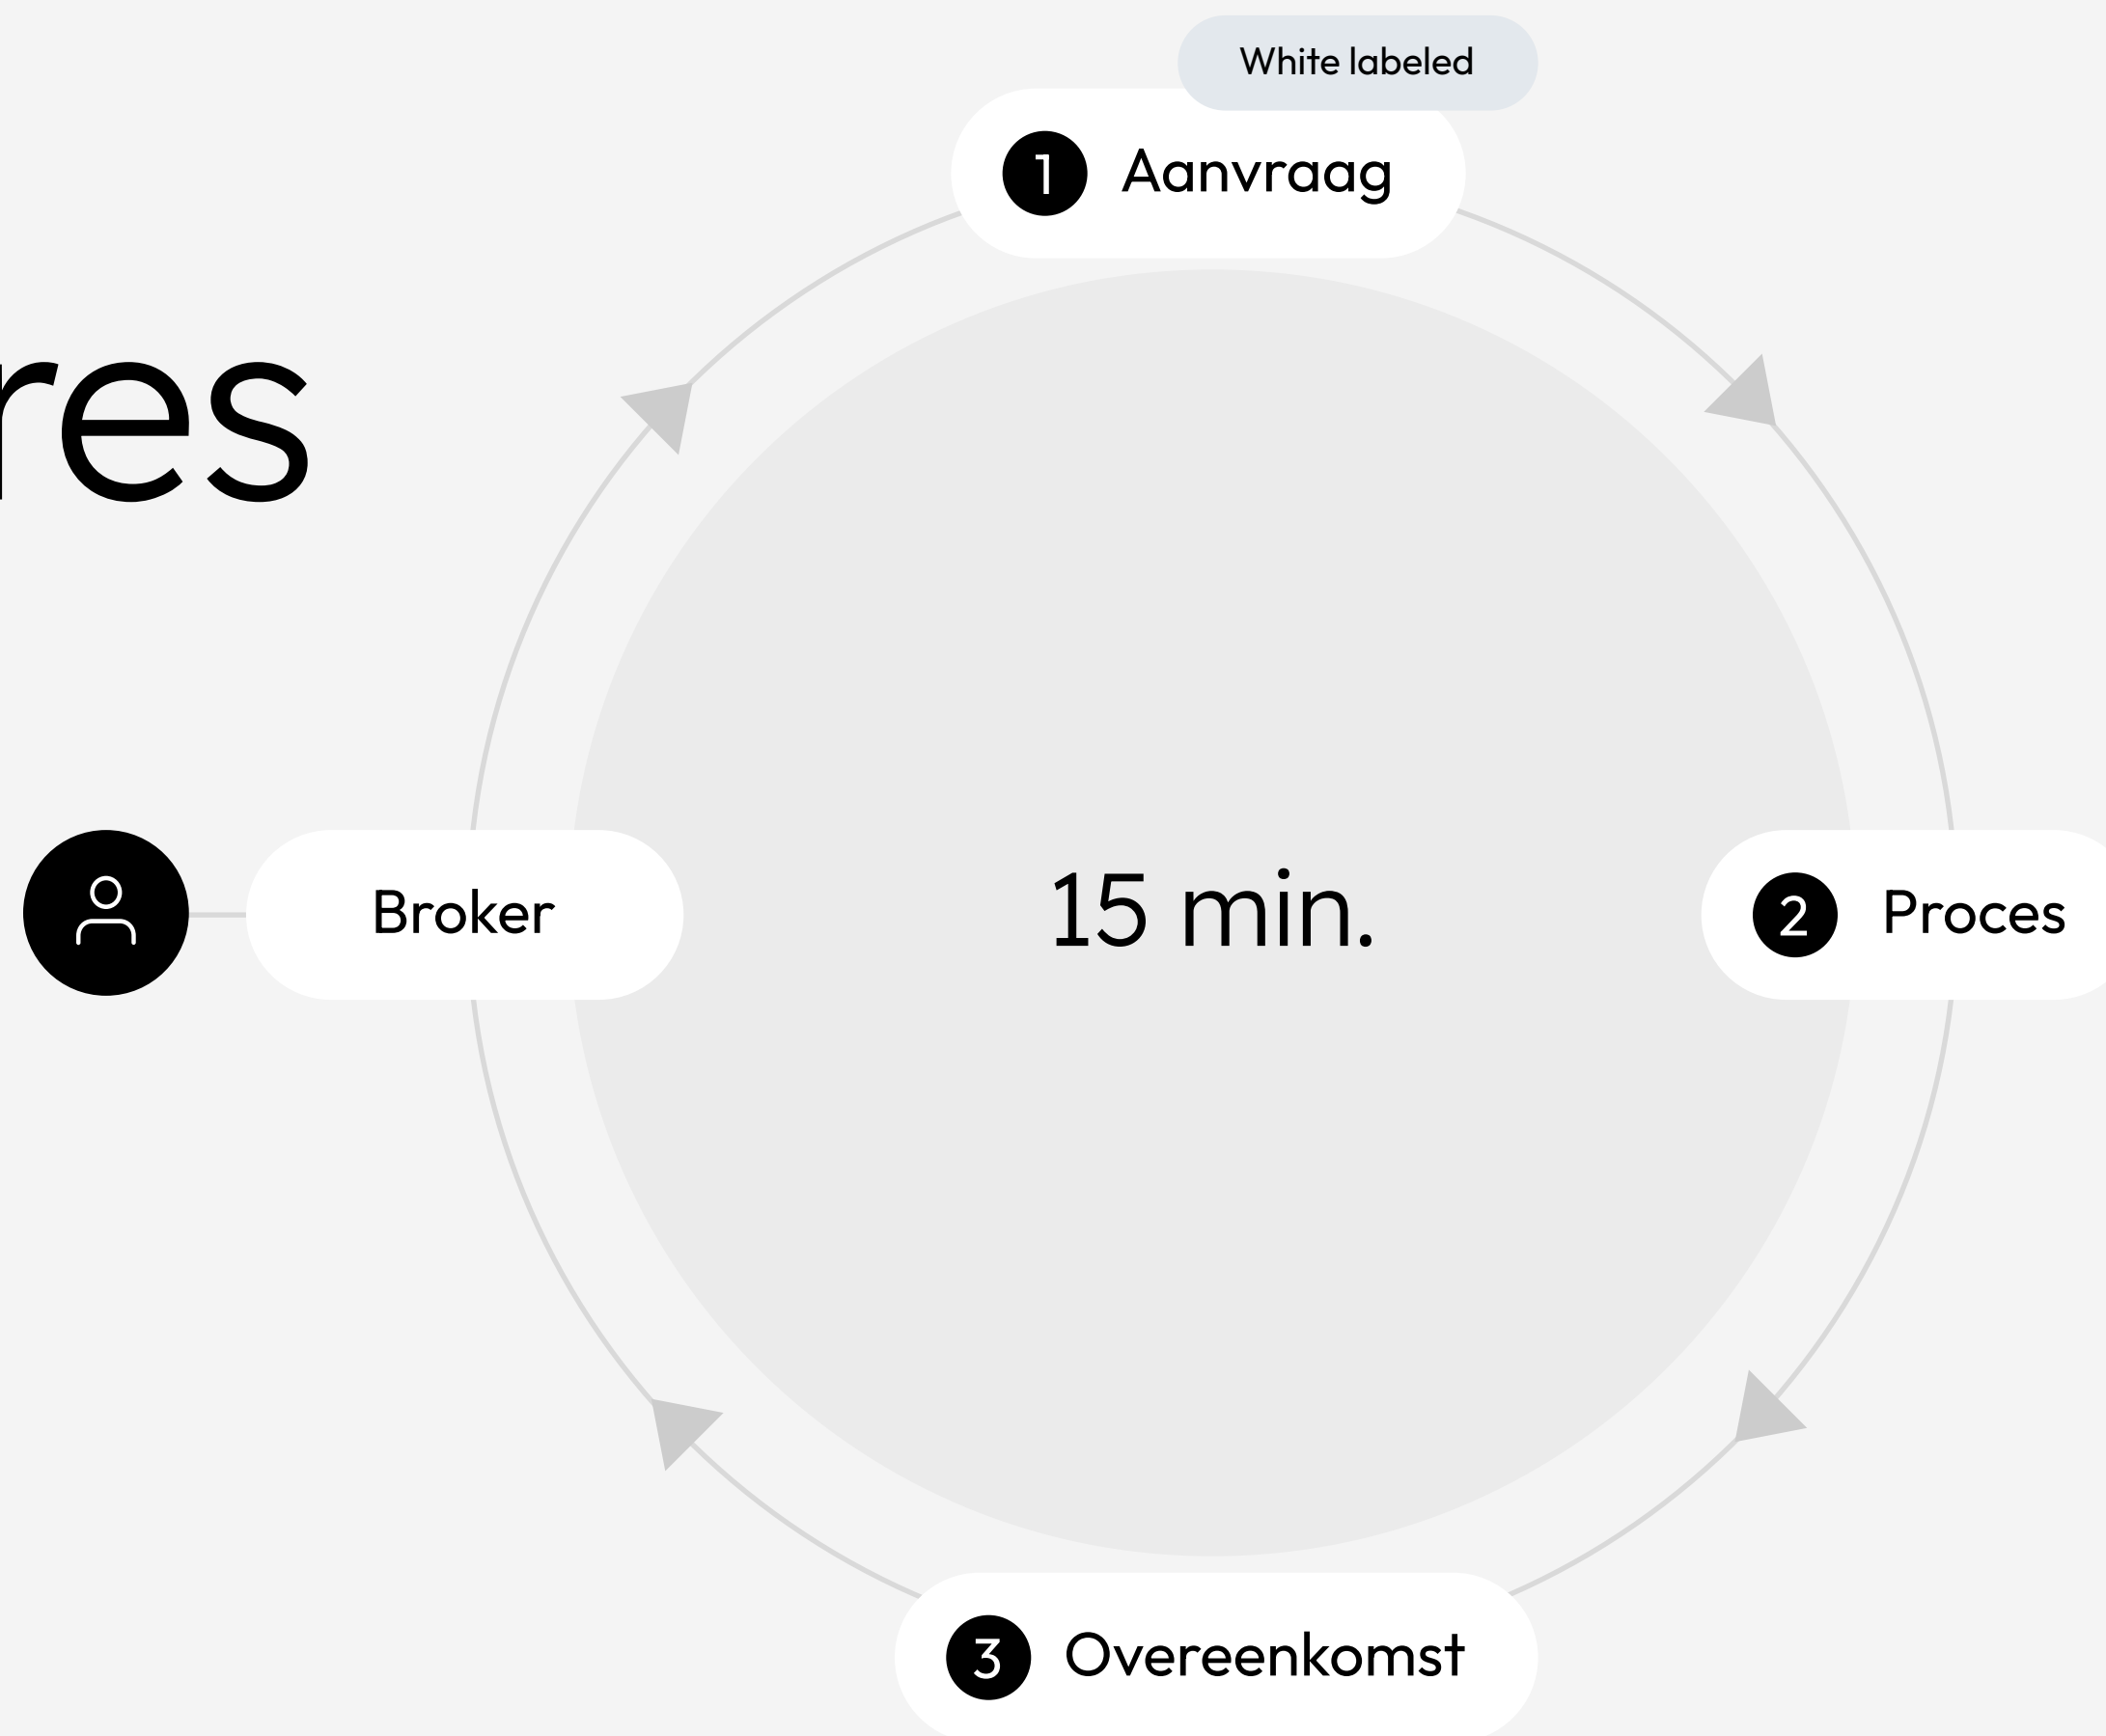 White labeled
1 Aanvraag
res
Broker
15 min.
2 Proces
3 Overeenkomst